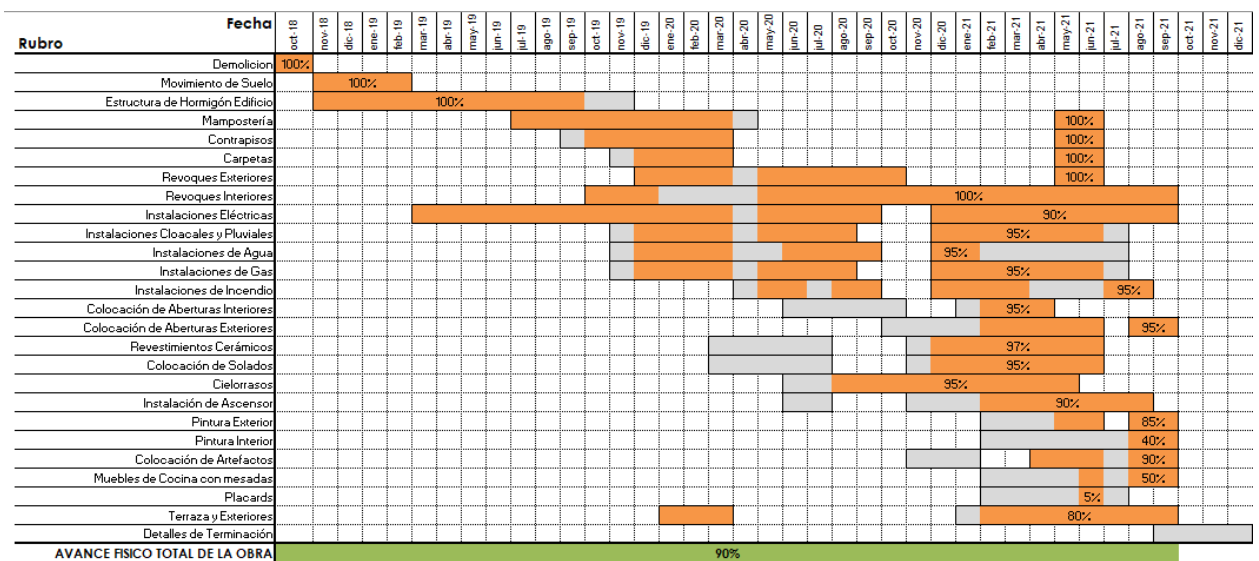 Fecha
Rubro
oct-18 nov-18 dic-18 ene-19 feb-19 mar-19 abr-19 may-19 jun-19 jul-19 ago-19 sep-19 oct-19 nov-19 dic-19 ene-20 feb-20 mar-20 abr-20 may-20 jun-20 jul-20 ago-20 sep-20 oct-20 nov-20 dic-20 ene-21 feb-21 mar-21 abr-21 may-21 jun-21 jul-21 ago-21 sep-21 oct-21 nov-21 dic-21
Demolicion 100%
Movimiento de Suelo 100%
Estructura de Hormigón Edificio 100%
Mampostería 100%
Contrapisos 100%
Carpetas 100%
Revoques Exteriores 100%
Revoques Interiores 100%
Instalaciones Eléctricas 90%
Instalaciones Cloacales y Pluviales 95%
Instalaciones de Agua 95%
Instalaciones de Gas 95%
Instalaciones de Incendio 95%
Colocación de Aberturas Interiores 95%
Colocación de Aberturas Exteriores 95%
Revestimientos Cerámicos 97%
Colocación de Solados 95%
Cielorrasos 95%
Instalación de Ascensor 90%
Pintura Exterior 85%
Pintura Interior 40%
Colocación de Artefactos 90%
Muebles de Cocina con mesadas 50%
Placards 5%
Terraza y Exteriores 80%
Detalles de Terminación
AVANCE FISICO TOTAL DE LA OBRA 90%